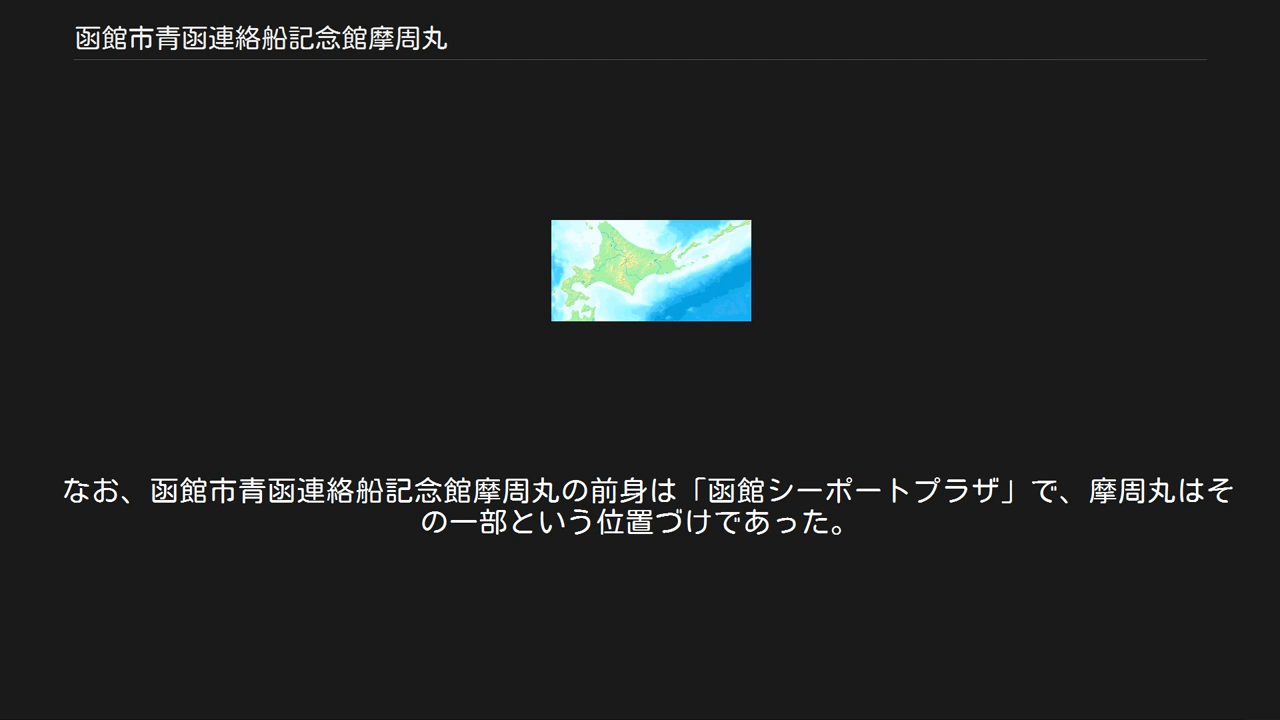 函館市青函連絡船記念館摩周丸
なお、函館市青函連絡船記念館摩周丸の前身は「函館シーポートプラザ」で、摩周丸はそ
の一部という位置づけであった。